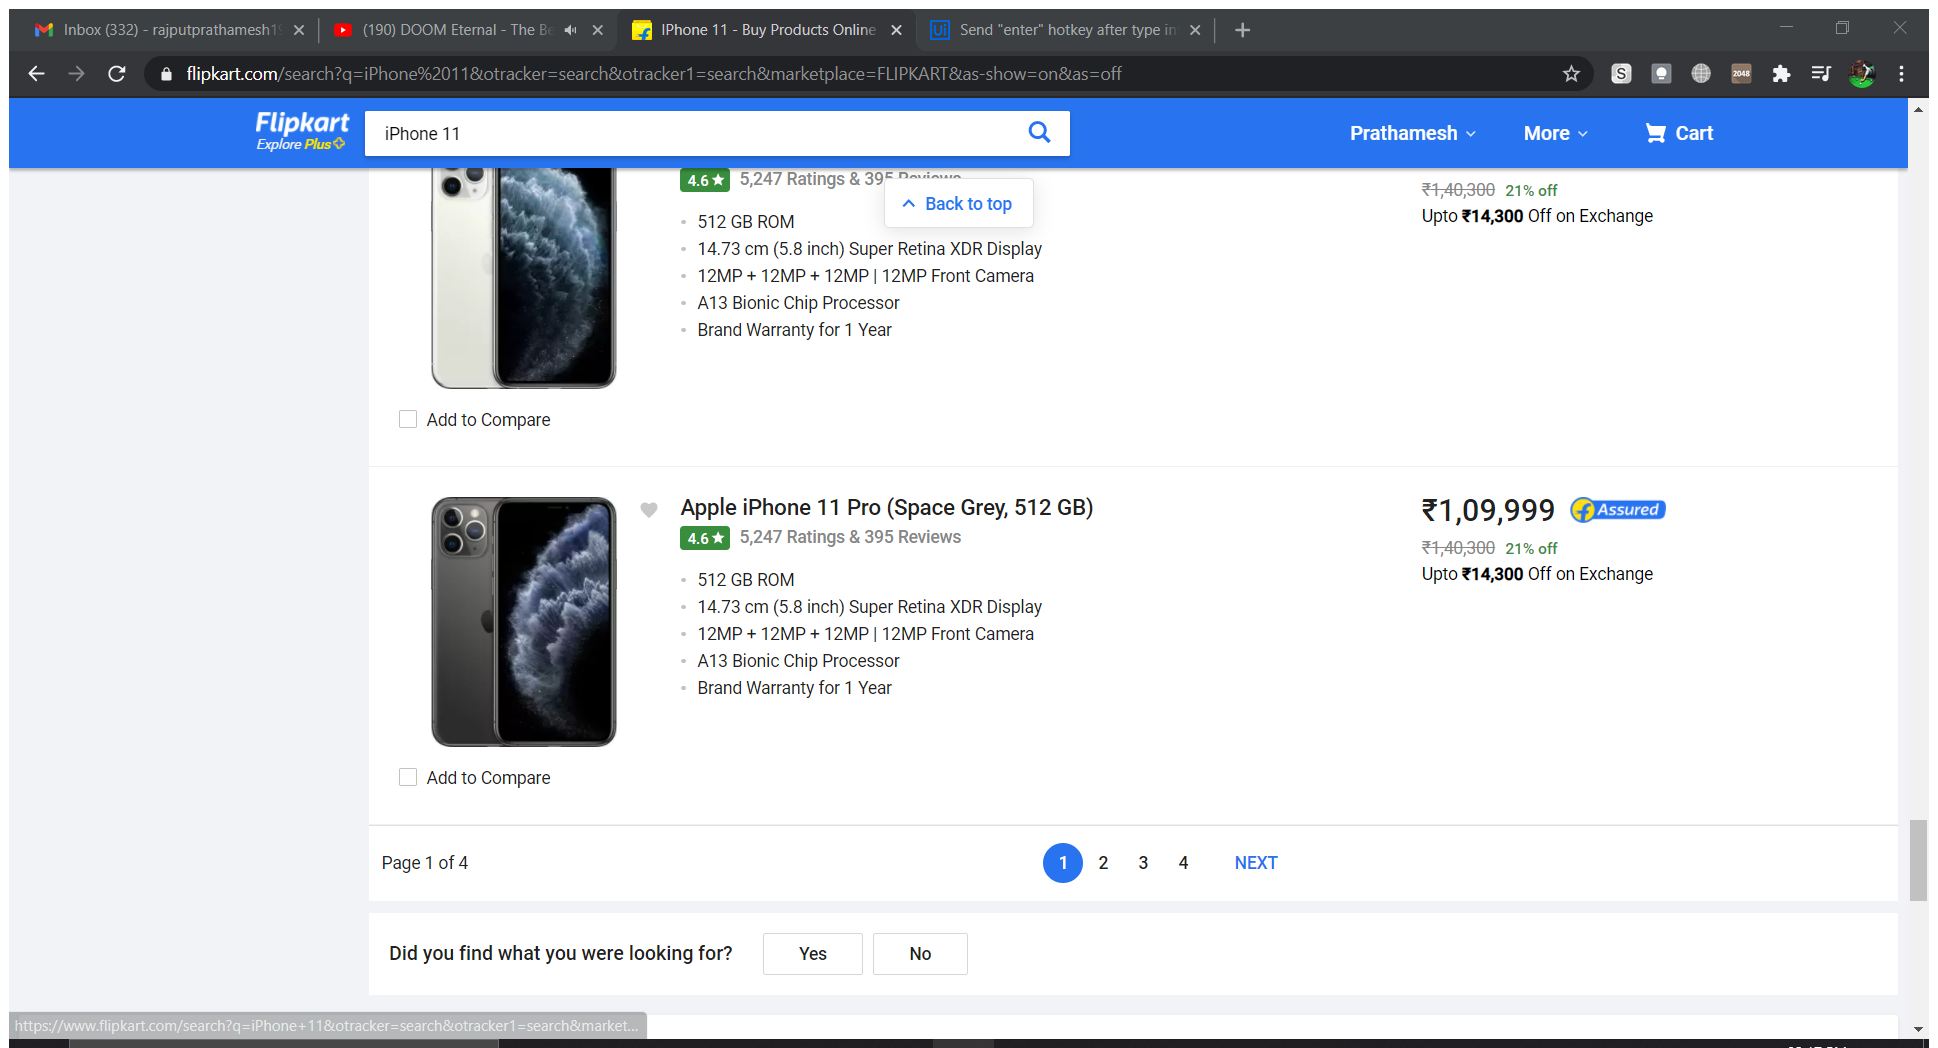 Inbox (332) - rajputprathamesh19
(190) DOOM Eternal - The Be
IPhone 11 - Buy Products Online
Ui
Send "enter" hotkey after type in
flipkart.com/search?q=iPhone%2011&otracker=search&otracker1=search&marketplace=FLIPKART&as-show=on&as=off
S
2048
Flipkart
Explore Plus
iPhone 11
Prathamesh
More
Cart
4.6★ 5,247 Ratings & 395 Reviews
Back to top
• 512 GB ROM
• 14.73 cm (5.8 inch) Super Retina XDR Display
• 12MP + 12MP + 12MP | 12MP Front Camera
• A13 Bionic Chip Processor
• Brand Warranty for 1 Year
₹1,40,300 21% off
Upto ₹14,300 Off on Exchange
Add to Compare
Apple iPhone 11 Pro (Space Grey, 512 GB)
4.6★ 5,247 Ratings & 395 Reviews
• 512 GB ROM
• 14.73 cm (5.8 inch) Super Retina XDR Display
• 12MP + 12MP + 12MP | 12MP Front Camera
• A13 Bionic Chip Processor
• Brand Warranty for 1 Year
₹1,09,999 Assured
₹1,40,300 21% off
Upto ₹14,300 Off on Exchange
Add to Compare
Page 1 of 4
1 2 3 4 NEXT
Did you find what you were looking for? Yes No
https://www.flipkart.com/search?q=iPhone+11&otracker=search&otracker1=search&market...